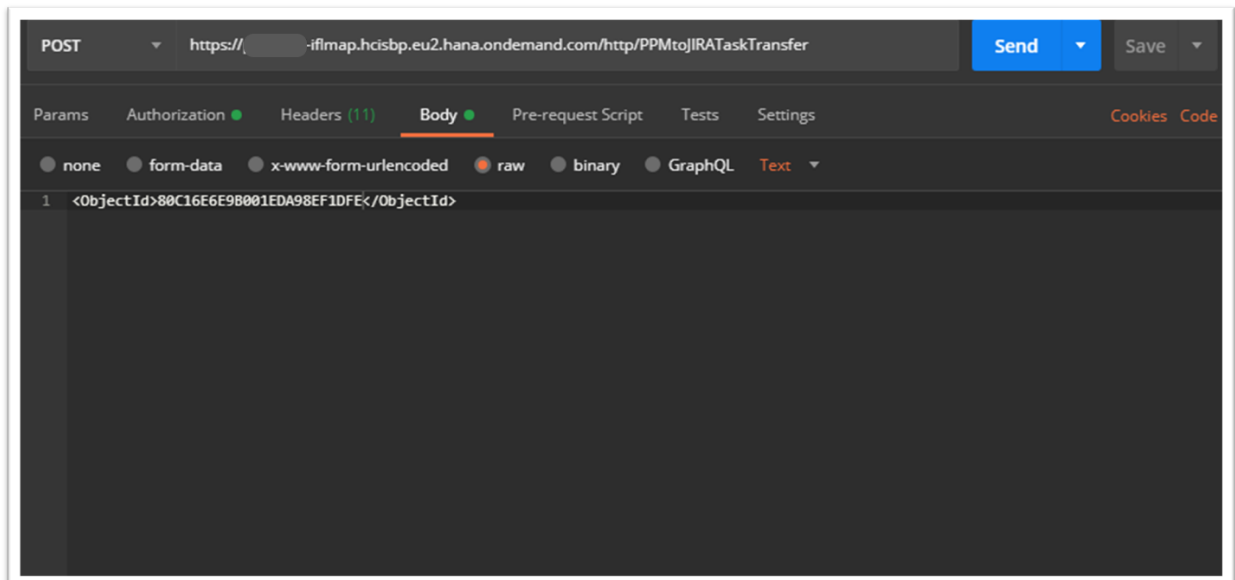 POST https:// -iflmap.hcisbp.eu2.hana.ondemand.com/http/PPMtoJIRATaskTransfer Send Save
Params Authorization Headers (11) Body Pre-request Script Tests Settings Cookies Code
none form-data x-www-form-urlencoded raw binary GraphQL Text
1 <ObjectId>80C16E6E9B001EDA98EF1DFE</ObjectId>